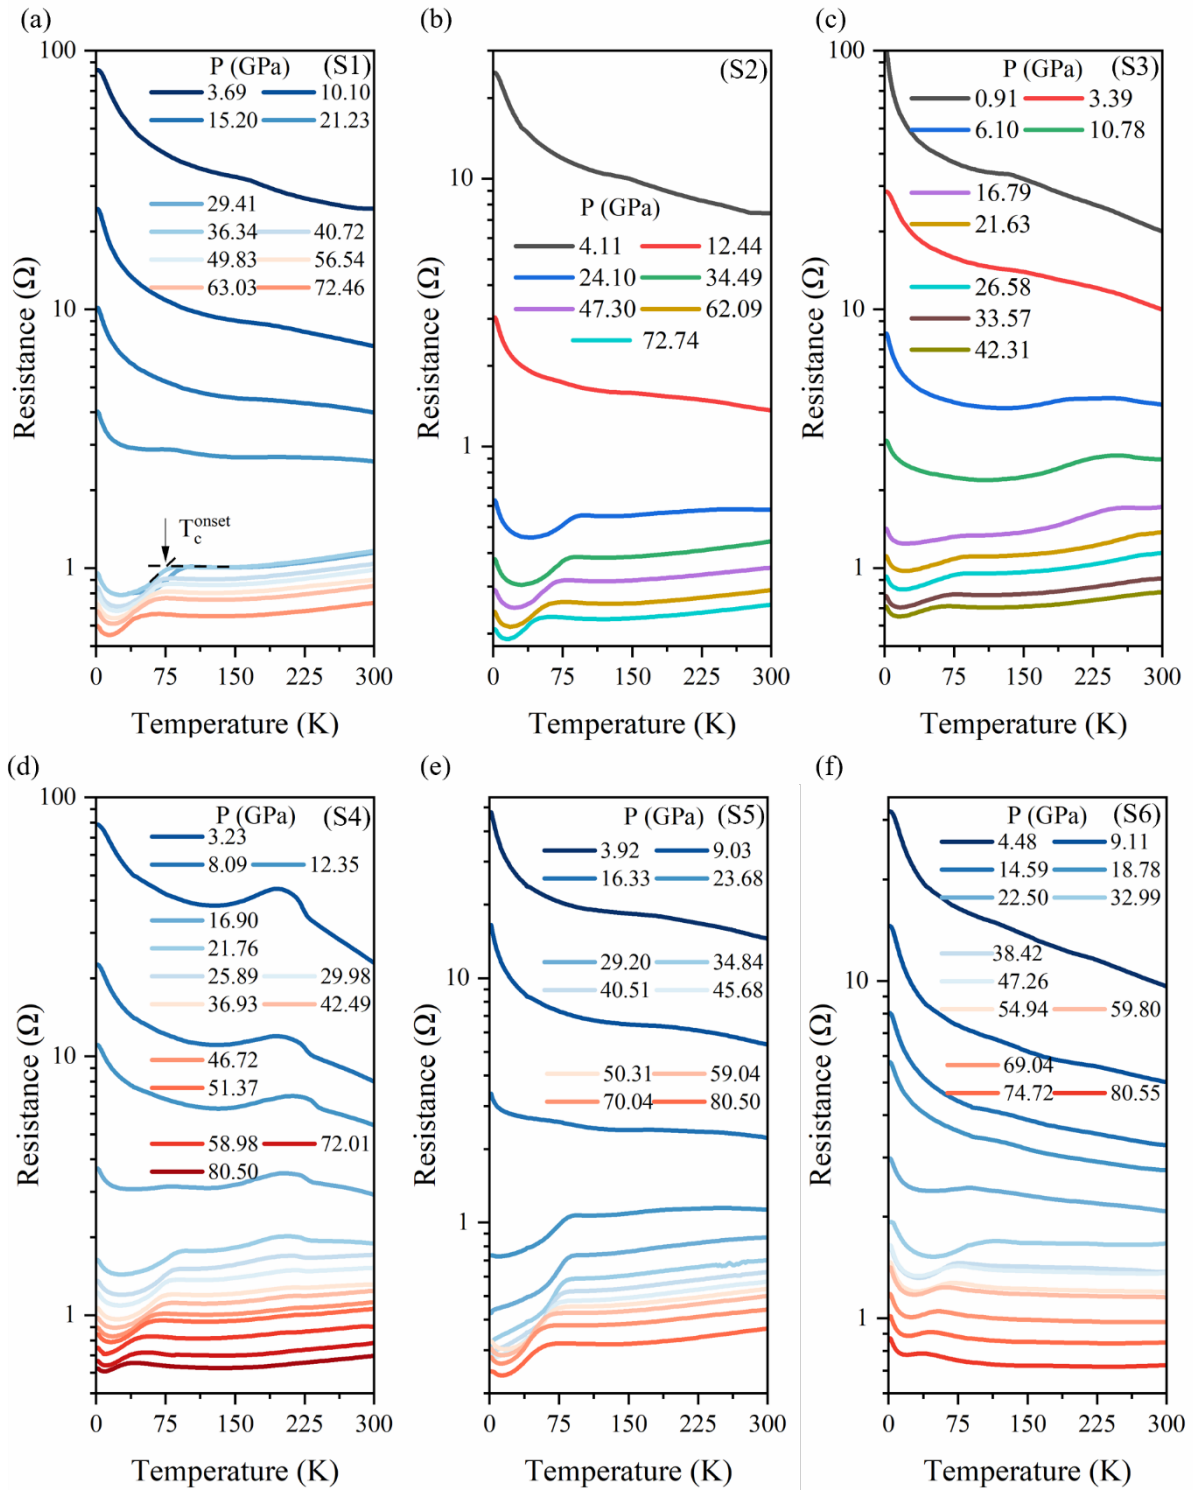 (a)
100
P (GPa) (S1)
3.69 10.10
15.20 21.23
29.41
36.34 40.72
49.83 56.54
63.03 72.46
10
T_c^onset
1
0 75 150 225 300
Resistance (Ω)
Temperature (K)
(b)
(S2)
10
P (GPa)
4.11 12.44
24.10 34.49
47.30 62.09
72.74
1
0 75 150 225 300
Resistance (Ω)
Temperature (K)
(c)
100
P (GPa) (S3)
0.91 3.39
6.10 10.78
16.79
21.63
26.58
33.57
42.31
10
1
0 75 150 225 300
Resistance (Ω)
Temperature (K)
(d)
100
P (GPa) (S4)
3.23
8.09 12.35
16.90
21.76
25.89 29.98
36.93 42.49
46.72
51.37
58.98 72.01
80.50
10
1
0 75 150 225 300
Resistance (Ω)
Temperature (K)
(e)
P (GPa) (S5)
3.92 9.03
16.33 23.68
29.20 34.84
40.51 45.68
50.31 59.04
70.04 80.50
10
1
0 75 150 225 300
Resistance (Ω)
Temperature (K)
(f)
P (GPa) (S6)
4.48 9.11
14.59 18.78
22.50 32.99
38.42
47.26
54.94 59.80
69.04
74.72 80.55
10
1
0 75 150 225 300
Resistance (Ω)
Temperature (K)